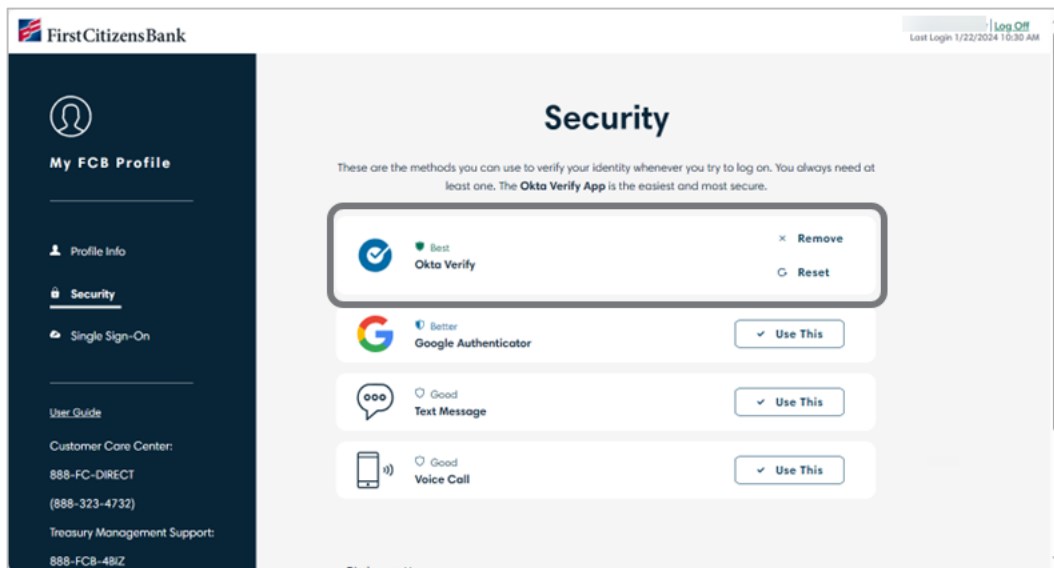 First Citizens Bank
Log Off
Last Login 1/22/2024 10:30 AM
My FCB Profile
Profile Info
Security
Single Sign-On
User Guide
Customer Care Center:
888-FC-DIRECT
(888-323-4732)
Treasury Management Support:
888-FCB-4BIZ
Security
These are the methods you can use to verify your identity whenever you try to log on. You always need at
least one. The Okta Verify App is the easiest and most secure.
Best
Okta Verify
Remove
Reset
Better
Google Authenticator
Use This
Good
Text Message
Use This
Good
Voice Call
Use This